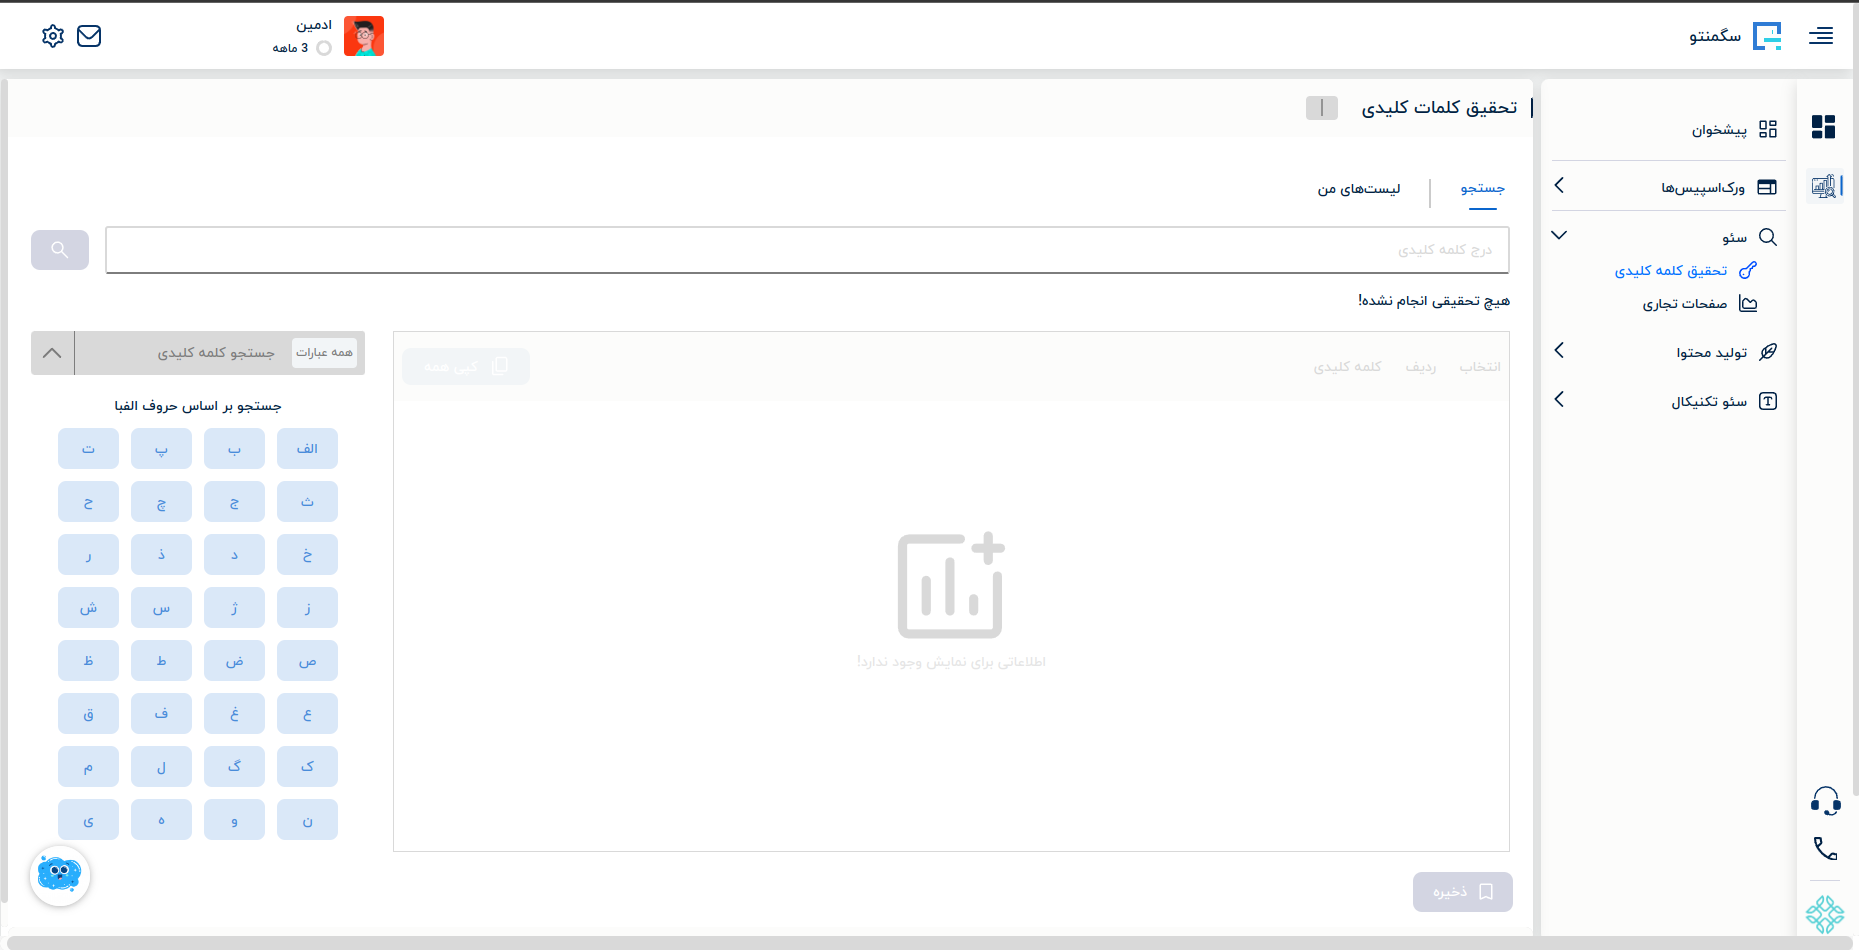 سگمنتو
ادمین
3 ماهه
پیشخوان
ورک‌اسپیس‌ها
سئو
تحقیق کلمه کلیدی
صفحات تجاری
تولید محتوا
سئو تکنیکال
تحقیق کلمات کلیدی
جستجو
لیست‌های من
درج کلمه کلیدی
هیچ تحقیقی انجام نشده!
انتخاب ردیف کلمه کلیدی کپی همه
اطلاعاتی برای نمایش وجود ندارد!
ذخیره
همه عبارات جستجو کلمه کلیدی
جستجو بر اساس حروف الفبا
الف ب پ ت
ث ج چ ح
خ د ذ ر
ز ژ س ش
ص ض ط ظ
ع غ ف ق
ک گ ل م
ن و ه ی